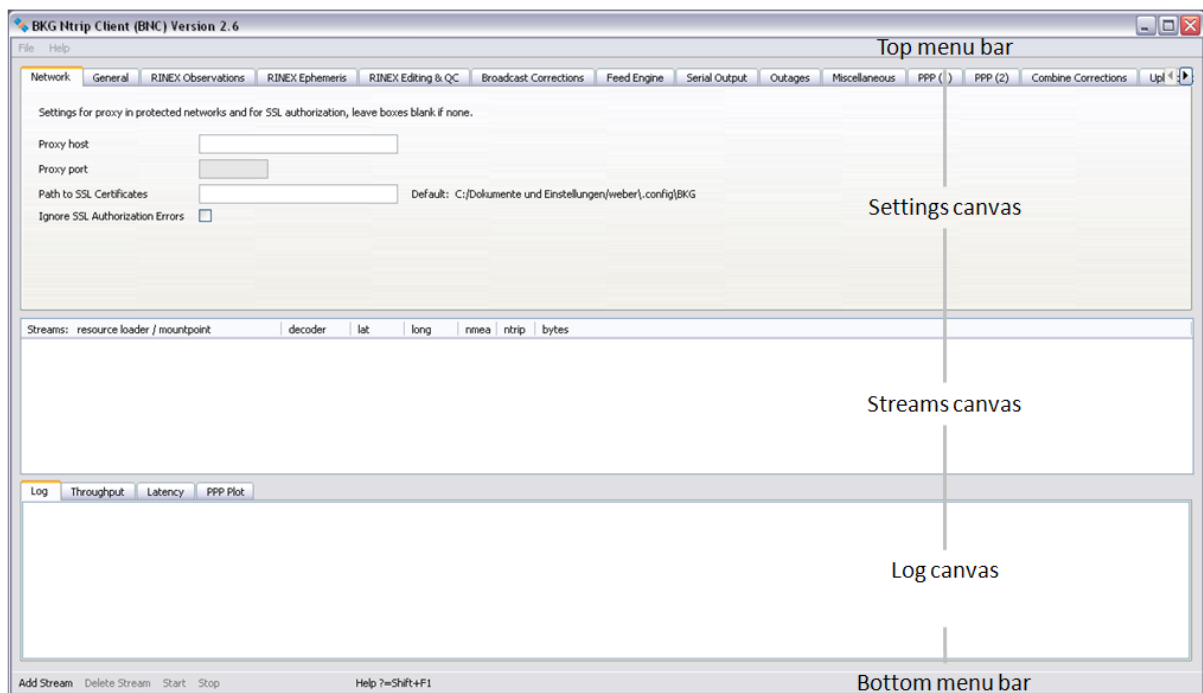 BKG Ntrip Client (BNC) Version 2.6
File Help
Top menu bar
Network General RINEX Observations RINEX Ephemeris RINEX Editing & QC Broadcast Corrections Feed Engine Serial Output Outages Miscellaneous PPP ( ) PPP (2) Combine Corrections
Settings for proxy in protected networks and for SSL authorization, leave boxes blank if none.
Proxy host
Proxy port
Path to SSL Certificates Default: C:/Dokumente und Einstellungen/weber\.config\BKG
Settings canvas
Ignore SSL Authorization Errors
Streams: resource loader / mountpoint decoder lat long nmea ntrip bytes
Streams canvas
Log Throughput Latency PPP Plot
Log canvas
Add Stream Delete Stream Start Stop Help ?=Shift+F1
Bottom menu bar